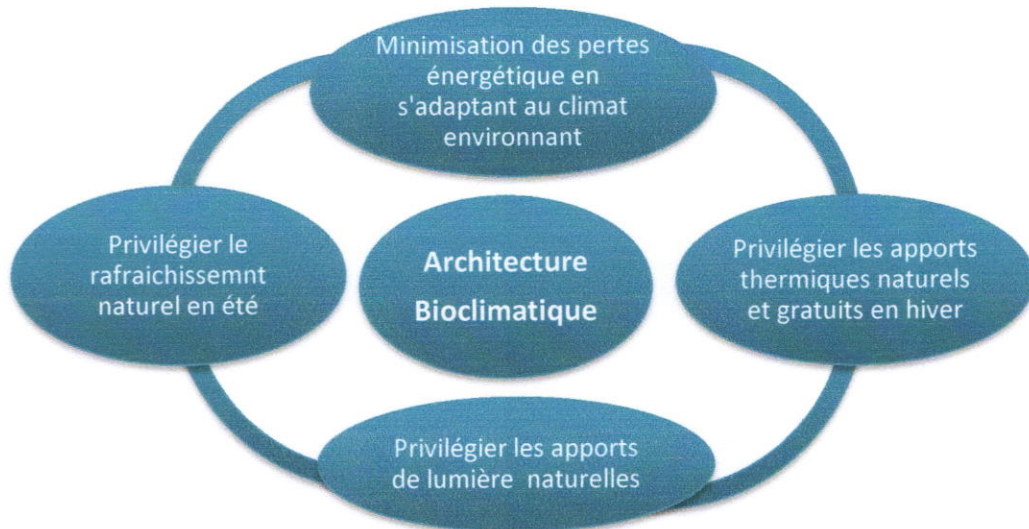 Minimisation des pertes
énergétique en
s'adaptant au climat
environnant
Privilégier le
rafraichissemnt
naturel en été
Architecture
Bioclimatique
Privilégier les apports
thermiques naturels
et gratuits en hiver
Privilégier les apports
de lumière naturelles